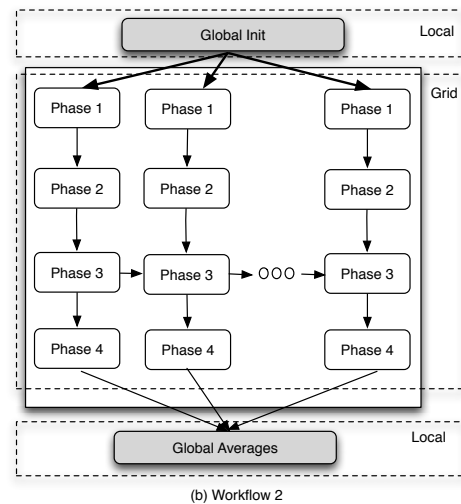 Global Init
Local
Grid
Phase 1 Phase 1 Phase 1
Phase 2 Phase 2 Phase 2
Phase 3 Phase 3 Phase 3
Phase 4 Phase 4 Phase 4
Local
Global Averages
(b) Workflow 2